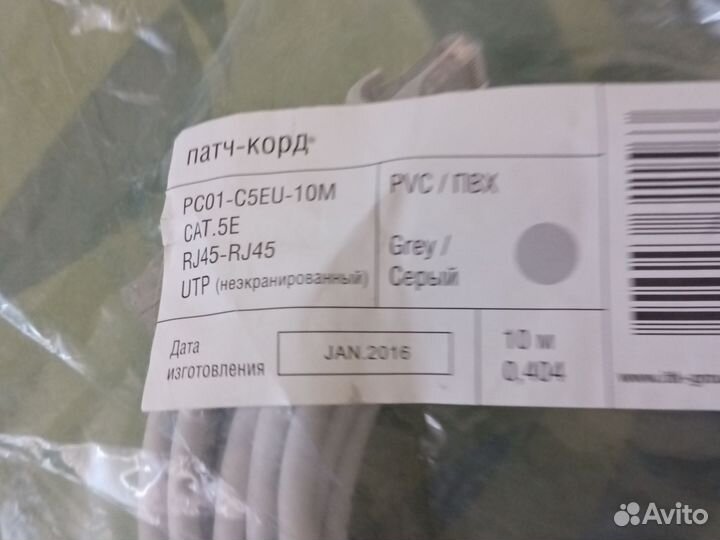 патч-корд®
PC01-C5EU-10M
CAT.5E
RJ45-RJ45
UTP (неэкранированный)
PVC / ПВХ
Grey /
Серый
Дата
изготовления
JAN.2016
10 м
0,404
Avito